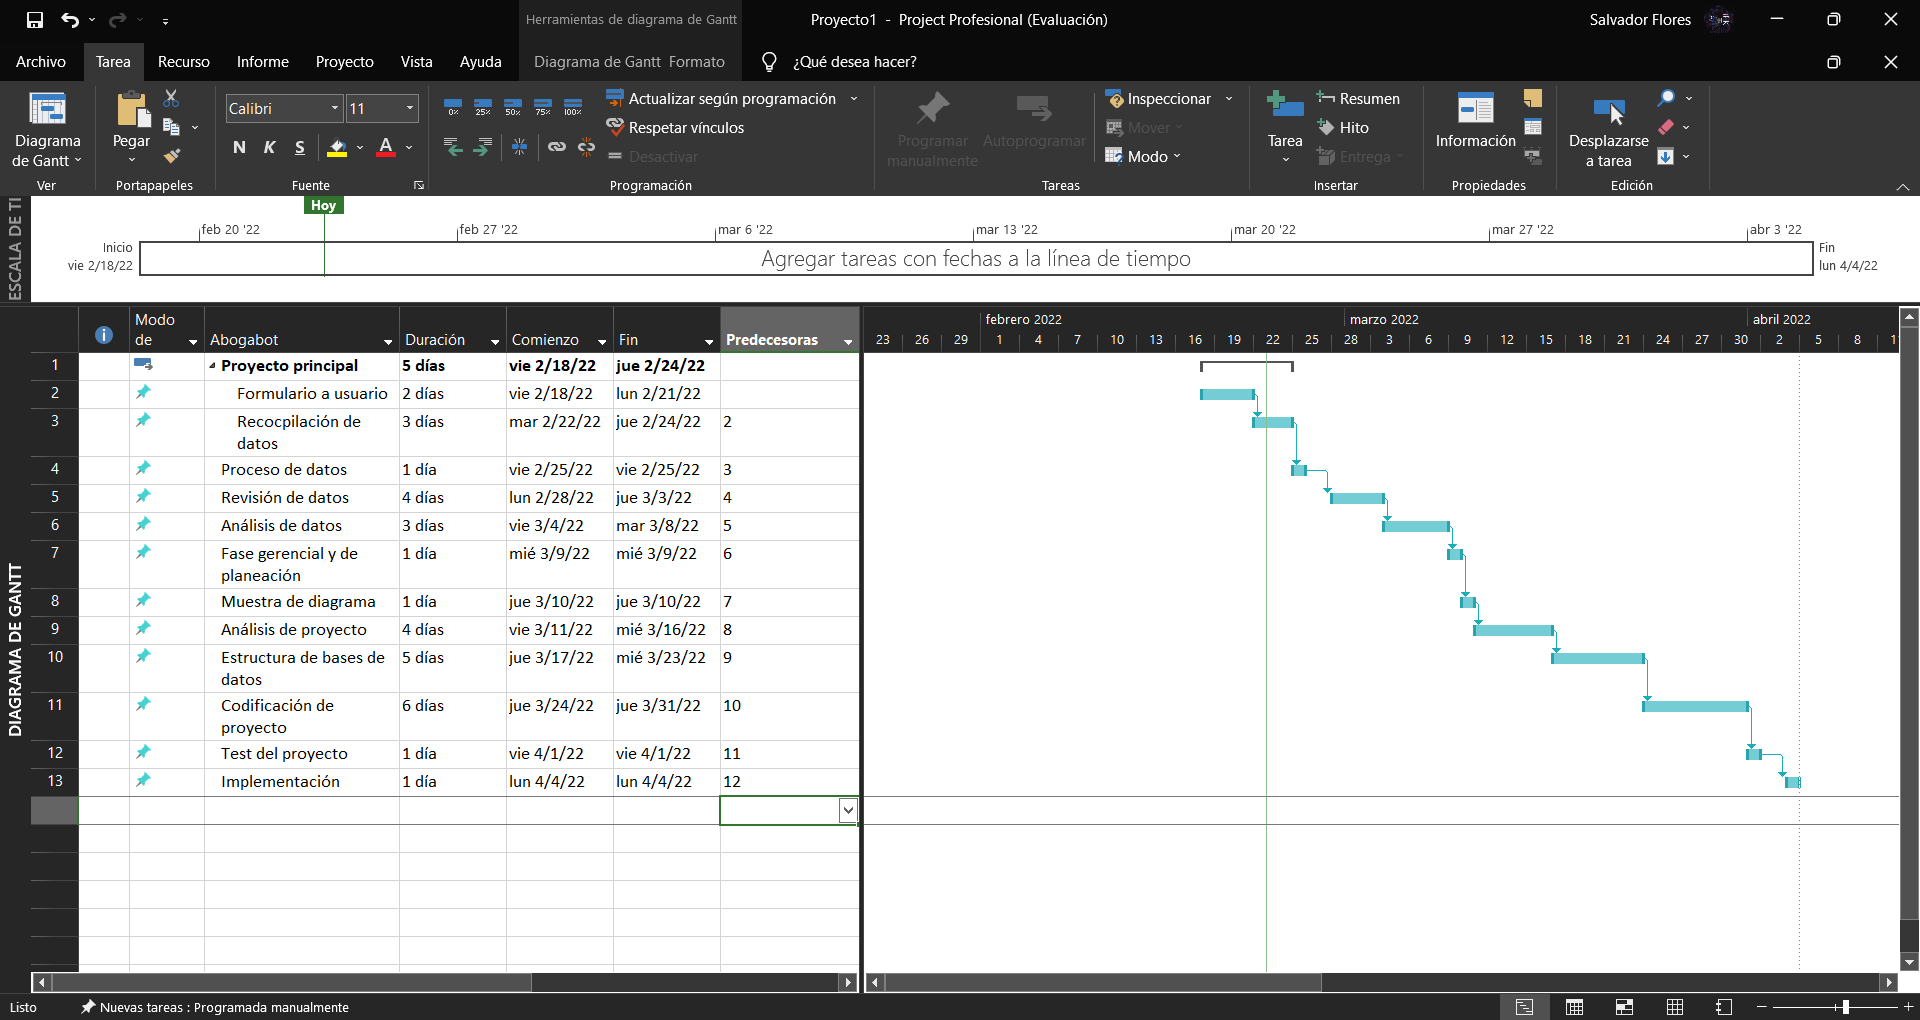 Herramientas de diagrama de Gantt
Proyecto1 - Project Profesional (Evaluación)
Salvador Flores
Archivo Tarea Recurso Informe Proyecto Vista Ayuda Diagrama de Gantt Formato ¿Qué desea hacer?
Diagrama de Gantt
Ver
Pegar
Portapapeles
Calibri 11
N K S A
Fuente
0% 25% 50% 75% 100%
Actualizar según programación
Respetar vínculos
Desactivar
Programación
Programar manualmente
Autoprogramar
Inspeccionar
Mover
Modo
Tareas
Tarea
Resumen
Hito
Entrega
Insertar
Información
Propiedades
Desplazarse a tarea
Edición
ESCALA DE TI
Hoy
feb 20 '22 feb 27 '22 mar 6 '22 mar 13 '22 mar 20 '22 mar 27 '22 abr 3 '22
Inicio
vie 2/18/22
Agregar tareas con fechas a la línea de tiempo
Fin
lun 4/4/22
DIAGRAMA DE GANTT
Modo de Abogabot Duración Comienzo Fin Predecesoras
febrero 2022 marzo 2022 abril 2022
23 26 29 1 4 7 10 13 16 19 22 25 28 3 6 9 12 15 18 21 24 27 30 2 5 8 1
1 Proyecto principal 5 días vie 2/18/22 jue 2/24/22
2 Formulario a usuario 2 días vie 2/18/22 lun 2/21/22
3 Recocpilación de datos 3 días mar 2/22/22 jue 2/24/22 2
4 Proceso de datos 1 día vie 2/25/22 vie 2/25/22 3
5 Revisión de datos 4 días lun 2/28/22 jue 3/3/22 4
6 Análisis de datos 3 días vie 3/4/22 mar 3/8/22 5
7 Fase gerencial y de planeación 1 día mié 3/9/22 mié 3/9/22 6
8 Muestra de diagrama 1 día jue 3/10/22 jue 3/10/22 7
9 Análisis de proyecto 4 días vie 3/11/22 mié 3/16/22 8
10 Estructura de bases de datos 5 días jue 3/17/22 mié 3/23/22 9
11 Codificación de proyecto 6 días jue 3/24/22 jue 3/31/22 10
12 Test del proyecto 1 día vie 4/1/22 vie 4/1/22 11
13 Implementación 1 día lun 4/4/22 lun 4/4/22 12
Listo Nuevas tareas : Programada manualmente